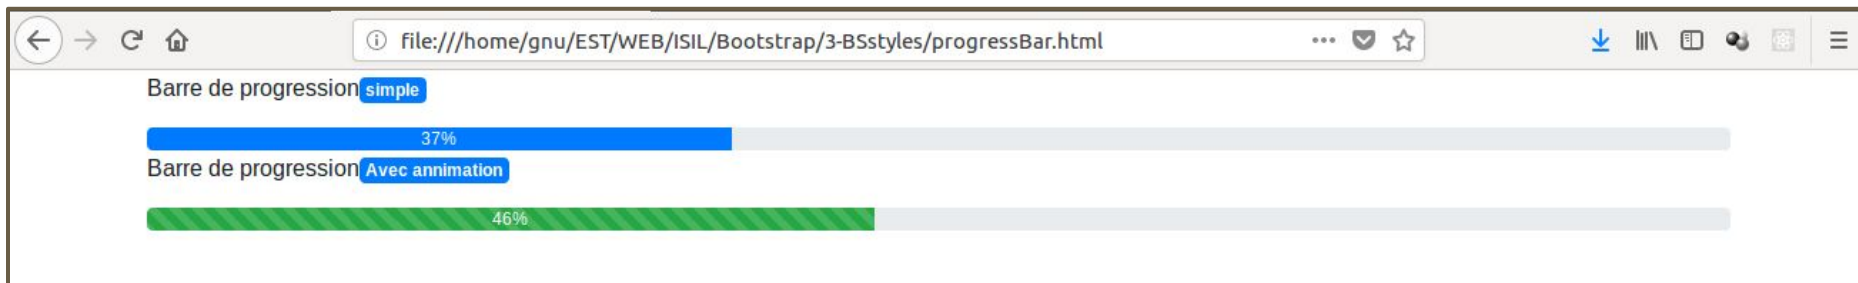 file:///home/gnu/EST/WEB/ISIL/Bootstrap/3-BSstyles/progressBar.html
Barre de progression simple
37%
Barre de progression Avec annimation
46%